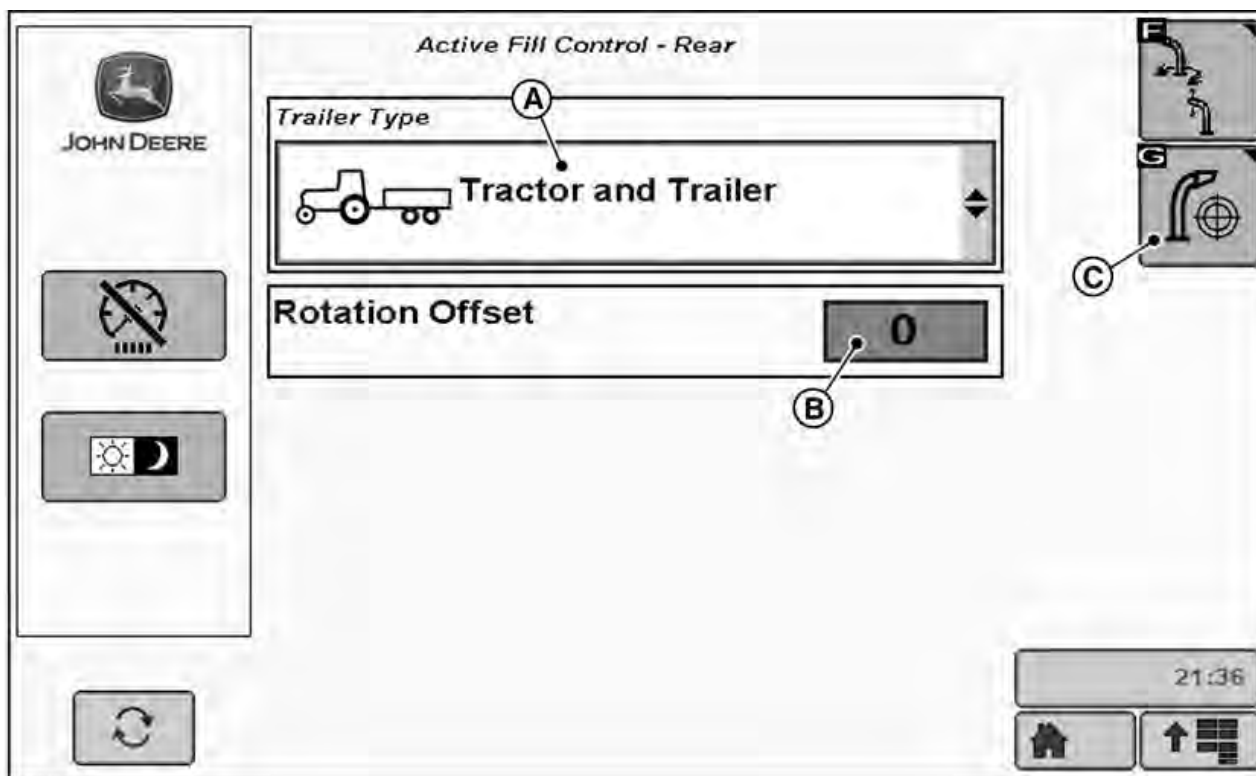 Active Fill Control - Rear
JOHN DEERE
A
Trailer Type
Tractor and Trailer
Rotation Offset
0
B
F
G
C
21:36